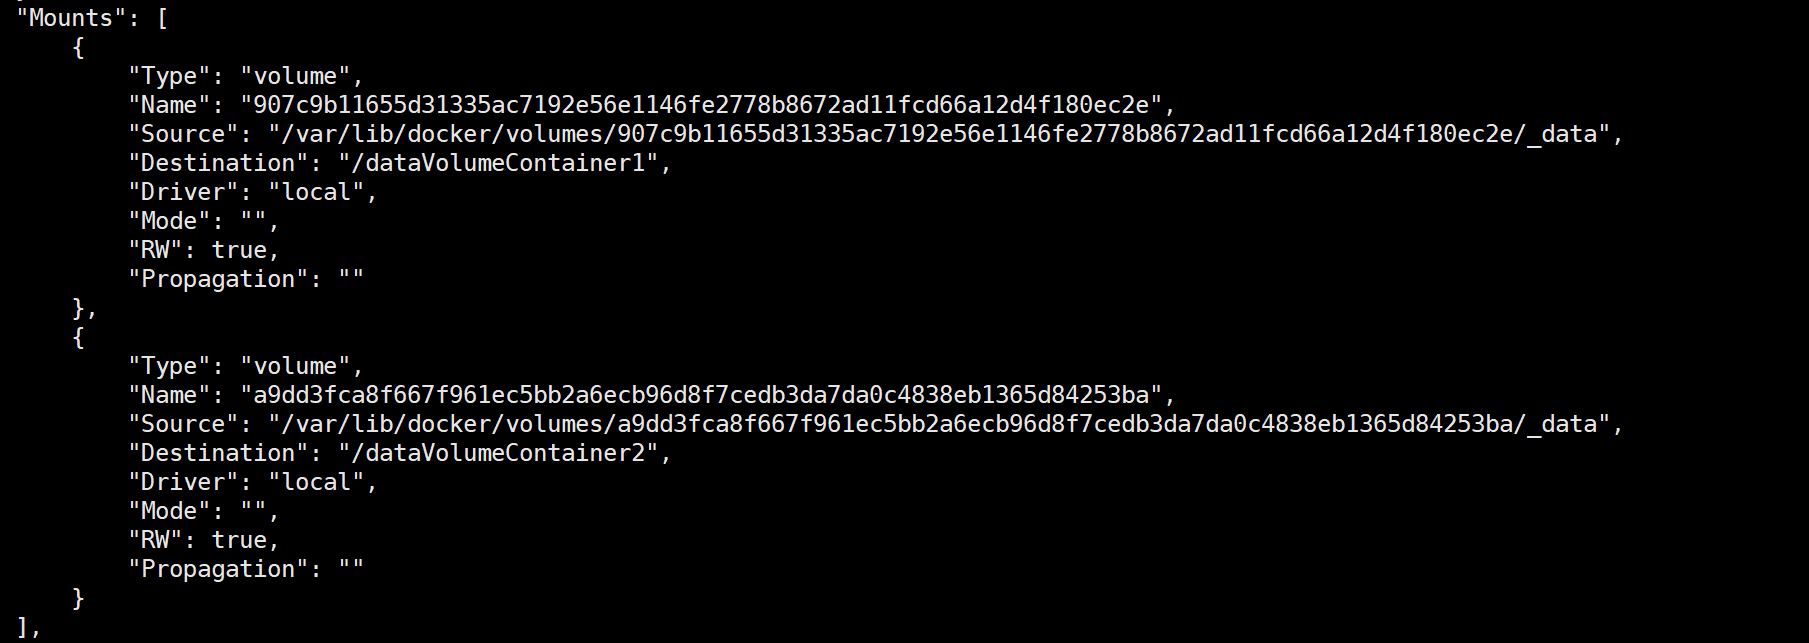 "Mounts": [
{
"Type": "volume",
"Name": "907c9b11655d31335ac7192e56e1146fe2778b8672ad11fcd66a12d4f180ec2e",
"Source": "/var/lib/docker/volumes/907c9b11655d31335ac7192e56e1146fe2778b8672ad11fcd66a12d4f180ec2e/_data",
"Destination": "/dataVolumeContainer1",
"Driver": "local",
"Mode": "",
"RW": true,
"Propagation": ""
},
{
"Type": "volume",
"Name": "a9dd3fca8f667f961ec5bb2a6ecb96d8f7cedb3da7da0c4838eb1365d84253ba",
"Source": "/var/lib/docker/volumes/a9dd3fca8f667f961ec5bb2a6ecb96d8f7cedb3da7da0c4838eb1365d84253ba/_data",
"Destination": "/dataVolumeContainer2",
"Driver": "local",
"Mode": "",
"RW": true,
"Propagation": ""
}
],